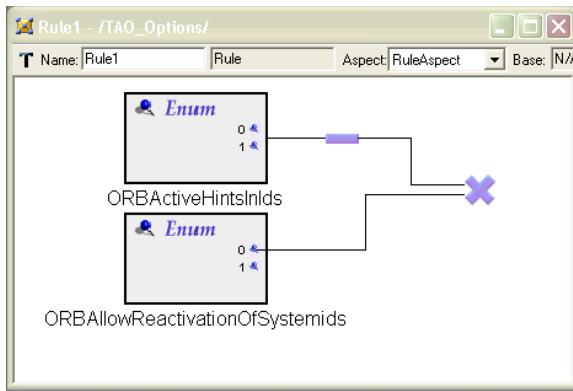 Rule1 - /TAO_Options/
Name: Rule1 Rule Aspect: RuleAspect Base: N/A
Enum
0
1
ORBActiveHintsInIds
Enum
0
1
ORBAllowReactivationOfSystemids